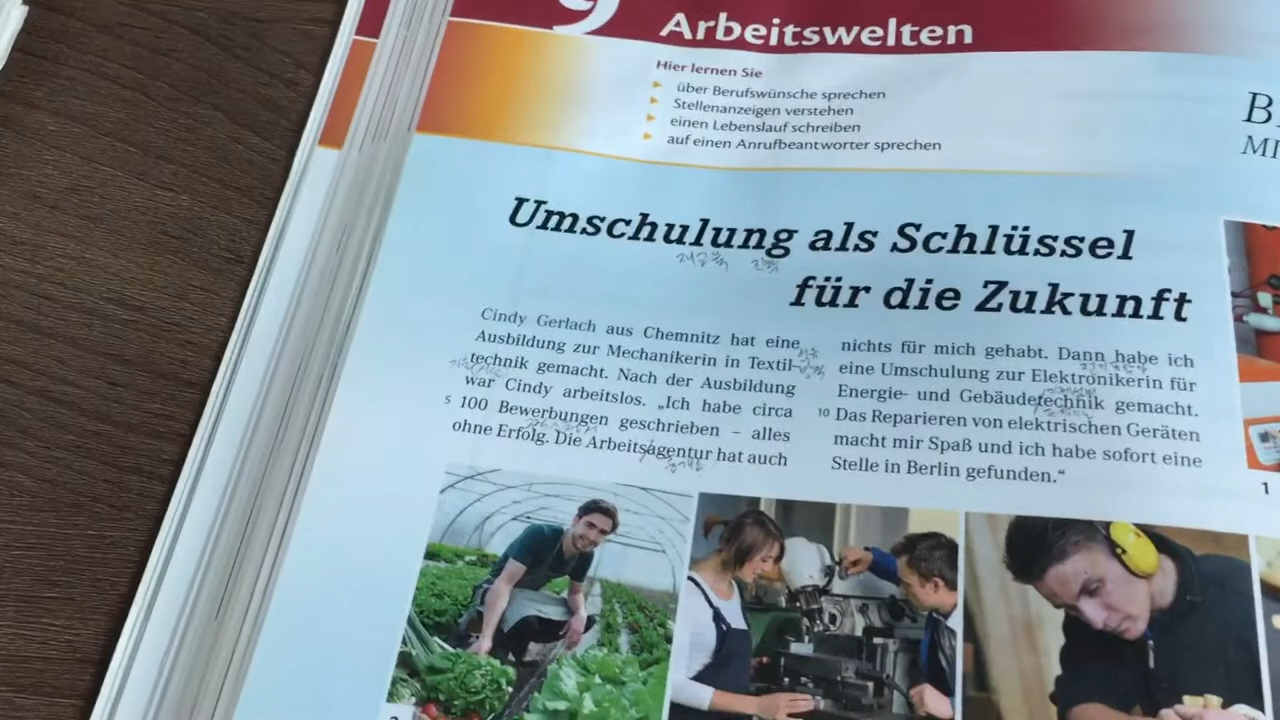 9
Arbeitswelten
Hier lernen Sie
über Berufswünsche sprechen
Stellenanzeigen verstehen
einen Lebenslauf schreiben
auf einen Anrufbeantworter sprechen
Umschulung als Schlüssel
für die Zukunft
Cindy Gerlach aus Chemnitz hat eine
Ausbildung zur Mechanikerin in Textil-
technik gemacht. Nach der Ausbildung
war Cindy arbeitslos. „Ich habe circa
5 100 Bewerbungen geschrieben – alles
ohne Erfolg. Die Arbeitsagentur hat auch
nichts für mich gehabt. Dann habe ich
eine Umschulung zur Elektronikerin für
Energie- und Gebäudetechnik gemacht.
10 Das Reparieren von elektrischen Geräten
macht mir Spaß und ich habe sofort eine
Stelle in Berlin gefunden.“
1